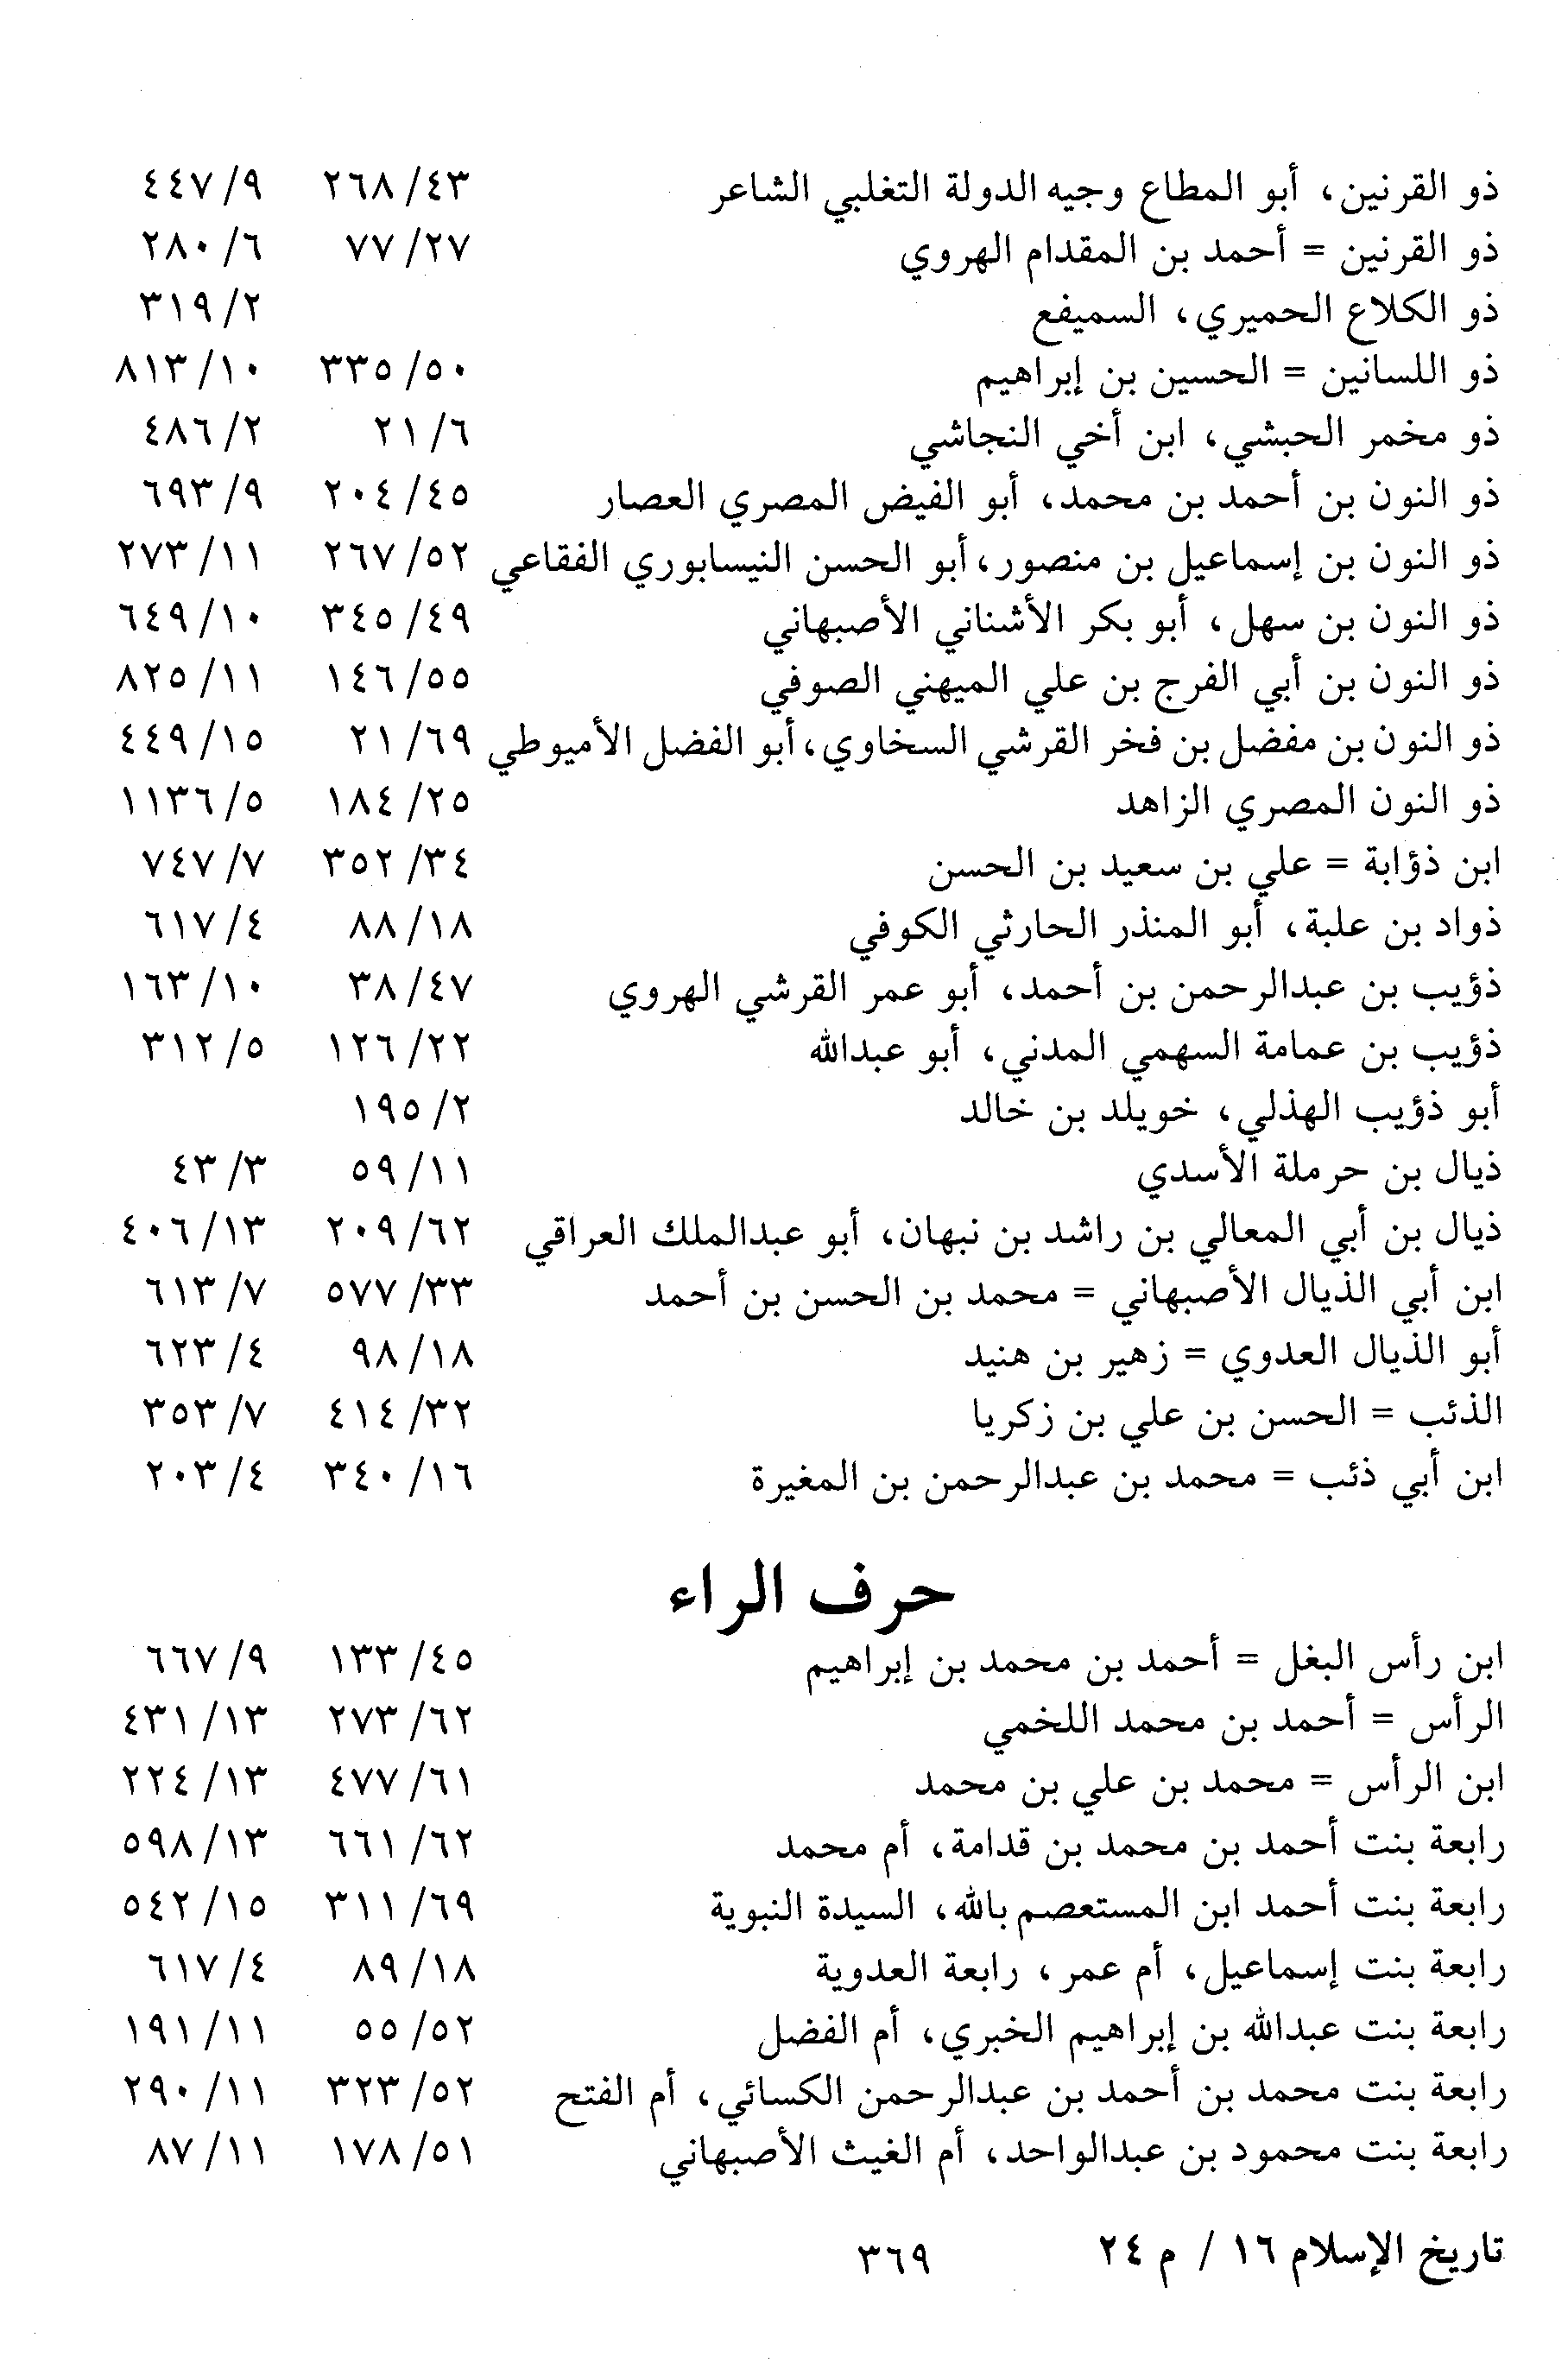 ذو القرنين، أبو المطاع وجيه الدولة التغلبي الشاعر ٤٣/ ٢٦٨ ٩/ ٤٤٧
ذو القرنين = أحمد بن المقدام الهروي ٢٧/ ٧٧ ٦/ ٢٨٠
ذو الكلاع الحميري، السميفع ٢/ ٣١٩
ذو اللسانين = الحسين بن إبراهيم ٥٠/ ٣٣٥ ١٠/ ٨١٣
ذو مخمر الحبشي، ابن أخي النجاشي ٦/ ٢١ ٢/ ٤٨٦
ذو النون بن أحمد بن محمد، أبو الفيض المصري العصار ٤٥/ ٢٠٤ ٩/ ٦٩٣
ذو النون بن إسماعيل بن منصور، أبو الحسن النيسابوري الفقاعي ٥٢/ ٢٦٧ ١١/ ٢٧٣
ذو النون بن سهل، أبو بكر الأشناني الأصبهاني ٤٩/ ٣٤٥ ١٠/ ٦٤٩
ذو النون بن أبي الفرج بن علي الميهني الصوفي ٥٥/ ١٤٦ ١١/ ٨٢٥
ذو النون بن مفضل بن فخر القرشي السخاوي، أبو الفضل الأميوطي ٦٩/ ٢١ ١٥/ ٤٤٩
ذو النون المصري الزاهد ٢٥/ ١٨٤ ٥/ ١١٣٦
ابن ذؤابة = علي بن سعيد بن الحسن ٣٤/ ٣٥٢ ٧/ ٧٤٧
ذواد بن علبة، أبو المنذر الحارثي الكوفي ١٨/ ٨٨ ٤/ ٦١٧
ذؤيب بن عبدالرحمن بن أحمد، أبو عمر القرشي الهروي ٤٧/ ٣٨ ١٠/ ١٦٣
ذؤيب بن عمامة السهمي المدني، أبو عبدالله ٢٢/ ١٢٦ ٥/ ٣١٢
أبو ذؤيب الهذلي، خويلد بن خالد ٢/ ١٩٥
ذيال بن حرملة الأسدي ١١/ ٥٩ ٣/ ٤٣
ذيال بن أبي المعالي بن راشد بن نبهان، أبو عبدالملك العراقي ٦٢/ ٢٠٩ ١٣/ ٤٠٦
ابن أبي الذيال الأصبهاني = محمد بن الحسن بن أحمد ٣٣/ ٥٧٧ ٧/ ٦١٣
أبو الذيال العدوي = زهير بن هنيد ١٨/ ٩٨ ٤/ ٦٢٣
الذئب = الحسن بن علي بن زكريا ٣٢/ ٤١٤ ٧/ ٣٥٣
ابن أبي ذئب = محمد بن عبدالرحمن بن المغيرة ١٦/ ٣٤٠ ٤/ ٢٠٣
حرف الراء
ابن رأس البغل = أحمد بن محمد بن إبراهيم ٤٥/ ١٣٣ ٩/ ٦٦٧
الرأس = أحمد بن محمد اللخمي ٦٢/ ٢٧٣ ١٣/ ٤٣١
ابن الرأس = محمد بن علي بن محمد ٦١/ ٤٧٧ ١٣/ ٢٢٤
رابعة بنت أحمد بن محمد بن قدامة، أم محمد ٦٢/ ٦٦١ ١٣/ ٥٩٨
رابعة بنت أحمد ابن المستعصم بالله، السيدة النبوية ٦٩/ ٣١١ ١٥/ ٥٤٢
رابعة بنت إسماعيل، أم عمر، رابعة العدوية ١٨/ ٨٩ ٤/ ٦١٧
رابعة بنت عبدالله بن إبراهيم الخبري، أم الفضل ٥٢/ ٥٥ ١١/ ١٩١
رابعة بنت محمد بن أحمد بن عبدالرحمن الكسائي، أم الفتح ٥٢/ ٣٢٣ ١١/ ٢٩٠
رابعة بنت محمود بن عبدالواحد، أم الغيث الأصبهاني ٥١/ ١٧٨ ١١/ ٨٧
تاريخ الإسلام ١٦ / م ٢٤ ٣٦٩